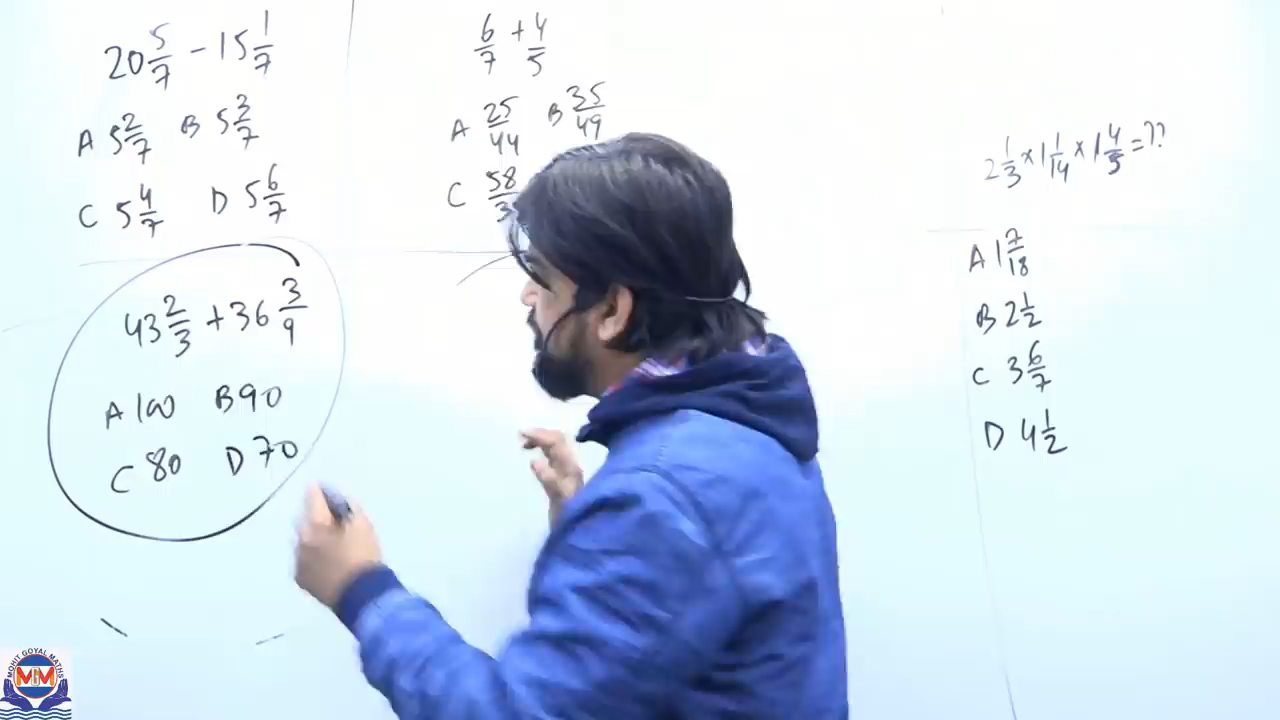 20 5/7 - 15 1/7
A 5 2/7 B 5 3/7
C 5 4/7 D 5 6/7
6/7 + 4/5
A 25/44 B 35/49
C
43 2/3 + 36 3/9
A 100 B 90
C 80 D 70
2 1/3 × 1 1/14 × 1 4/5 = ??
A 1 7/18
B 2 1/2
C 3 6/7
D 4 1/2
MOHIT GOYAL MATHS